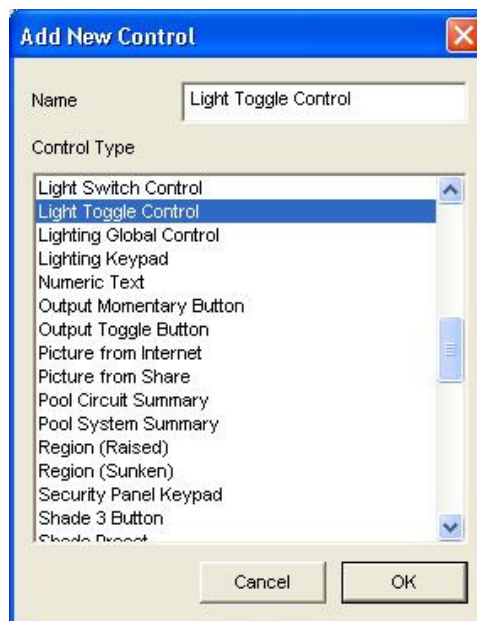 Add New Control
Name
Light Toggle Control
Control Type
Light Switch Control
Light Toggle Control
Lighting Global Control
Lighting Keypad
Numeric Text
Output Momentary Button
Output Toggle Button
Picture from Internet
Picture from Share
Pool Circuit Summary
Pool System Summary
Region (Raised)
Region (Sunken)
Security Panel Keypad
Shade 3 Button
Shade Preset
Cancel
OK